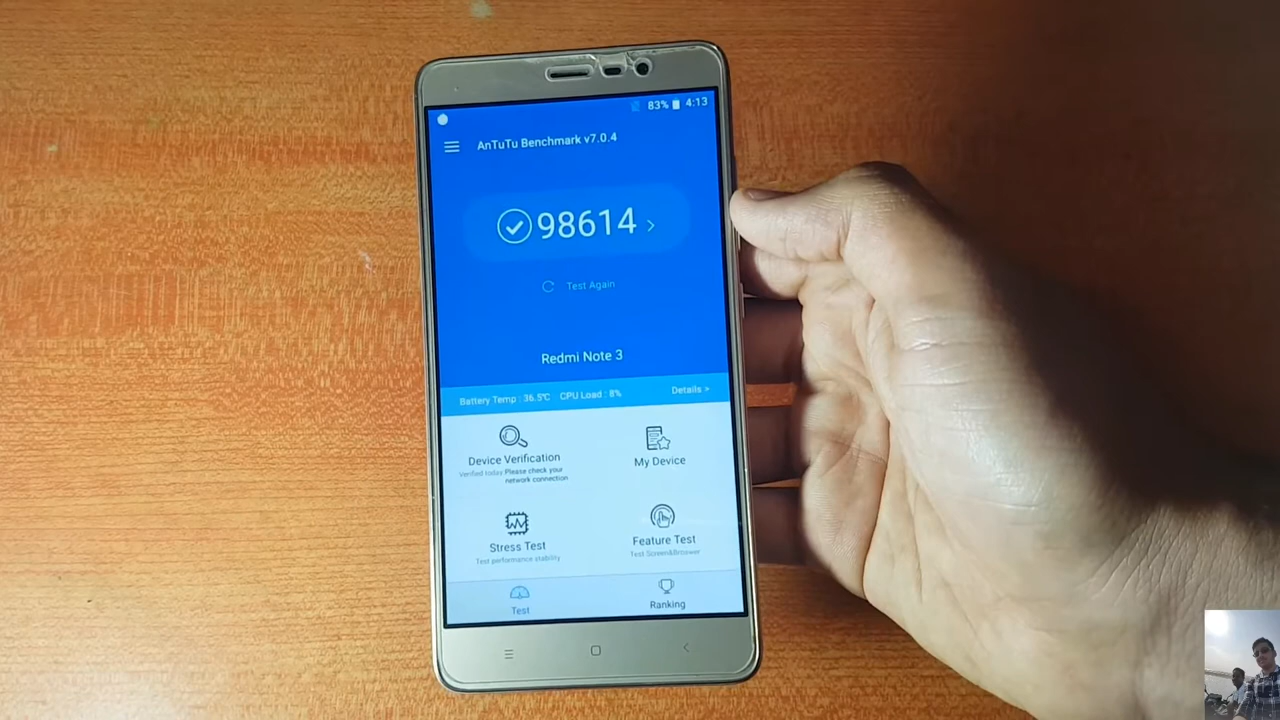 83% 4:13
AnTuTu Benchmark v7.0.4
98614
Test Again
Redmi Note 3
Battery Temp : 36.5℃ CPU Load : 8% Details >
Device Verification
Verified today Please check your
network connection
My Device
Stress Test
Test performance stability
Feature Test
Test Screen&Browser
Test
Ranking